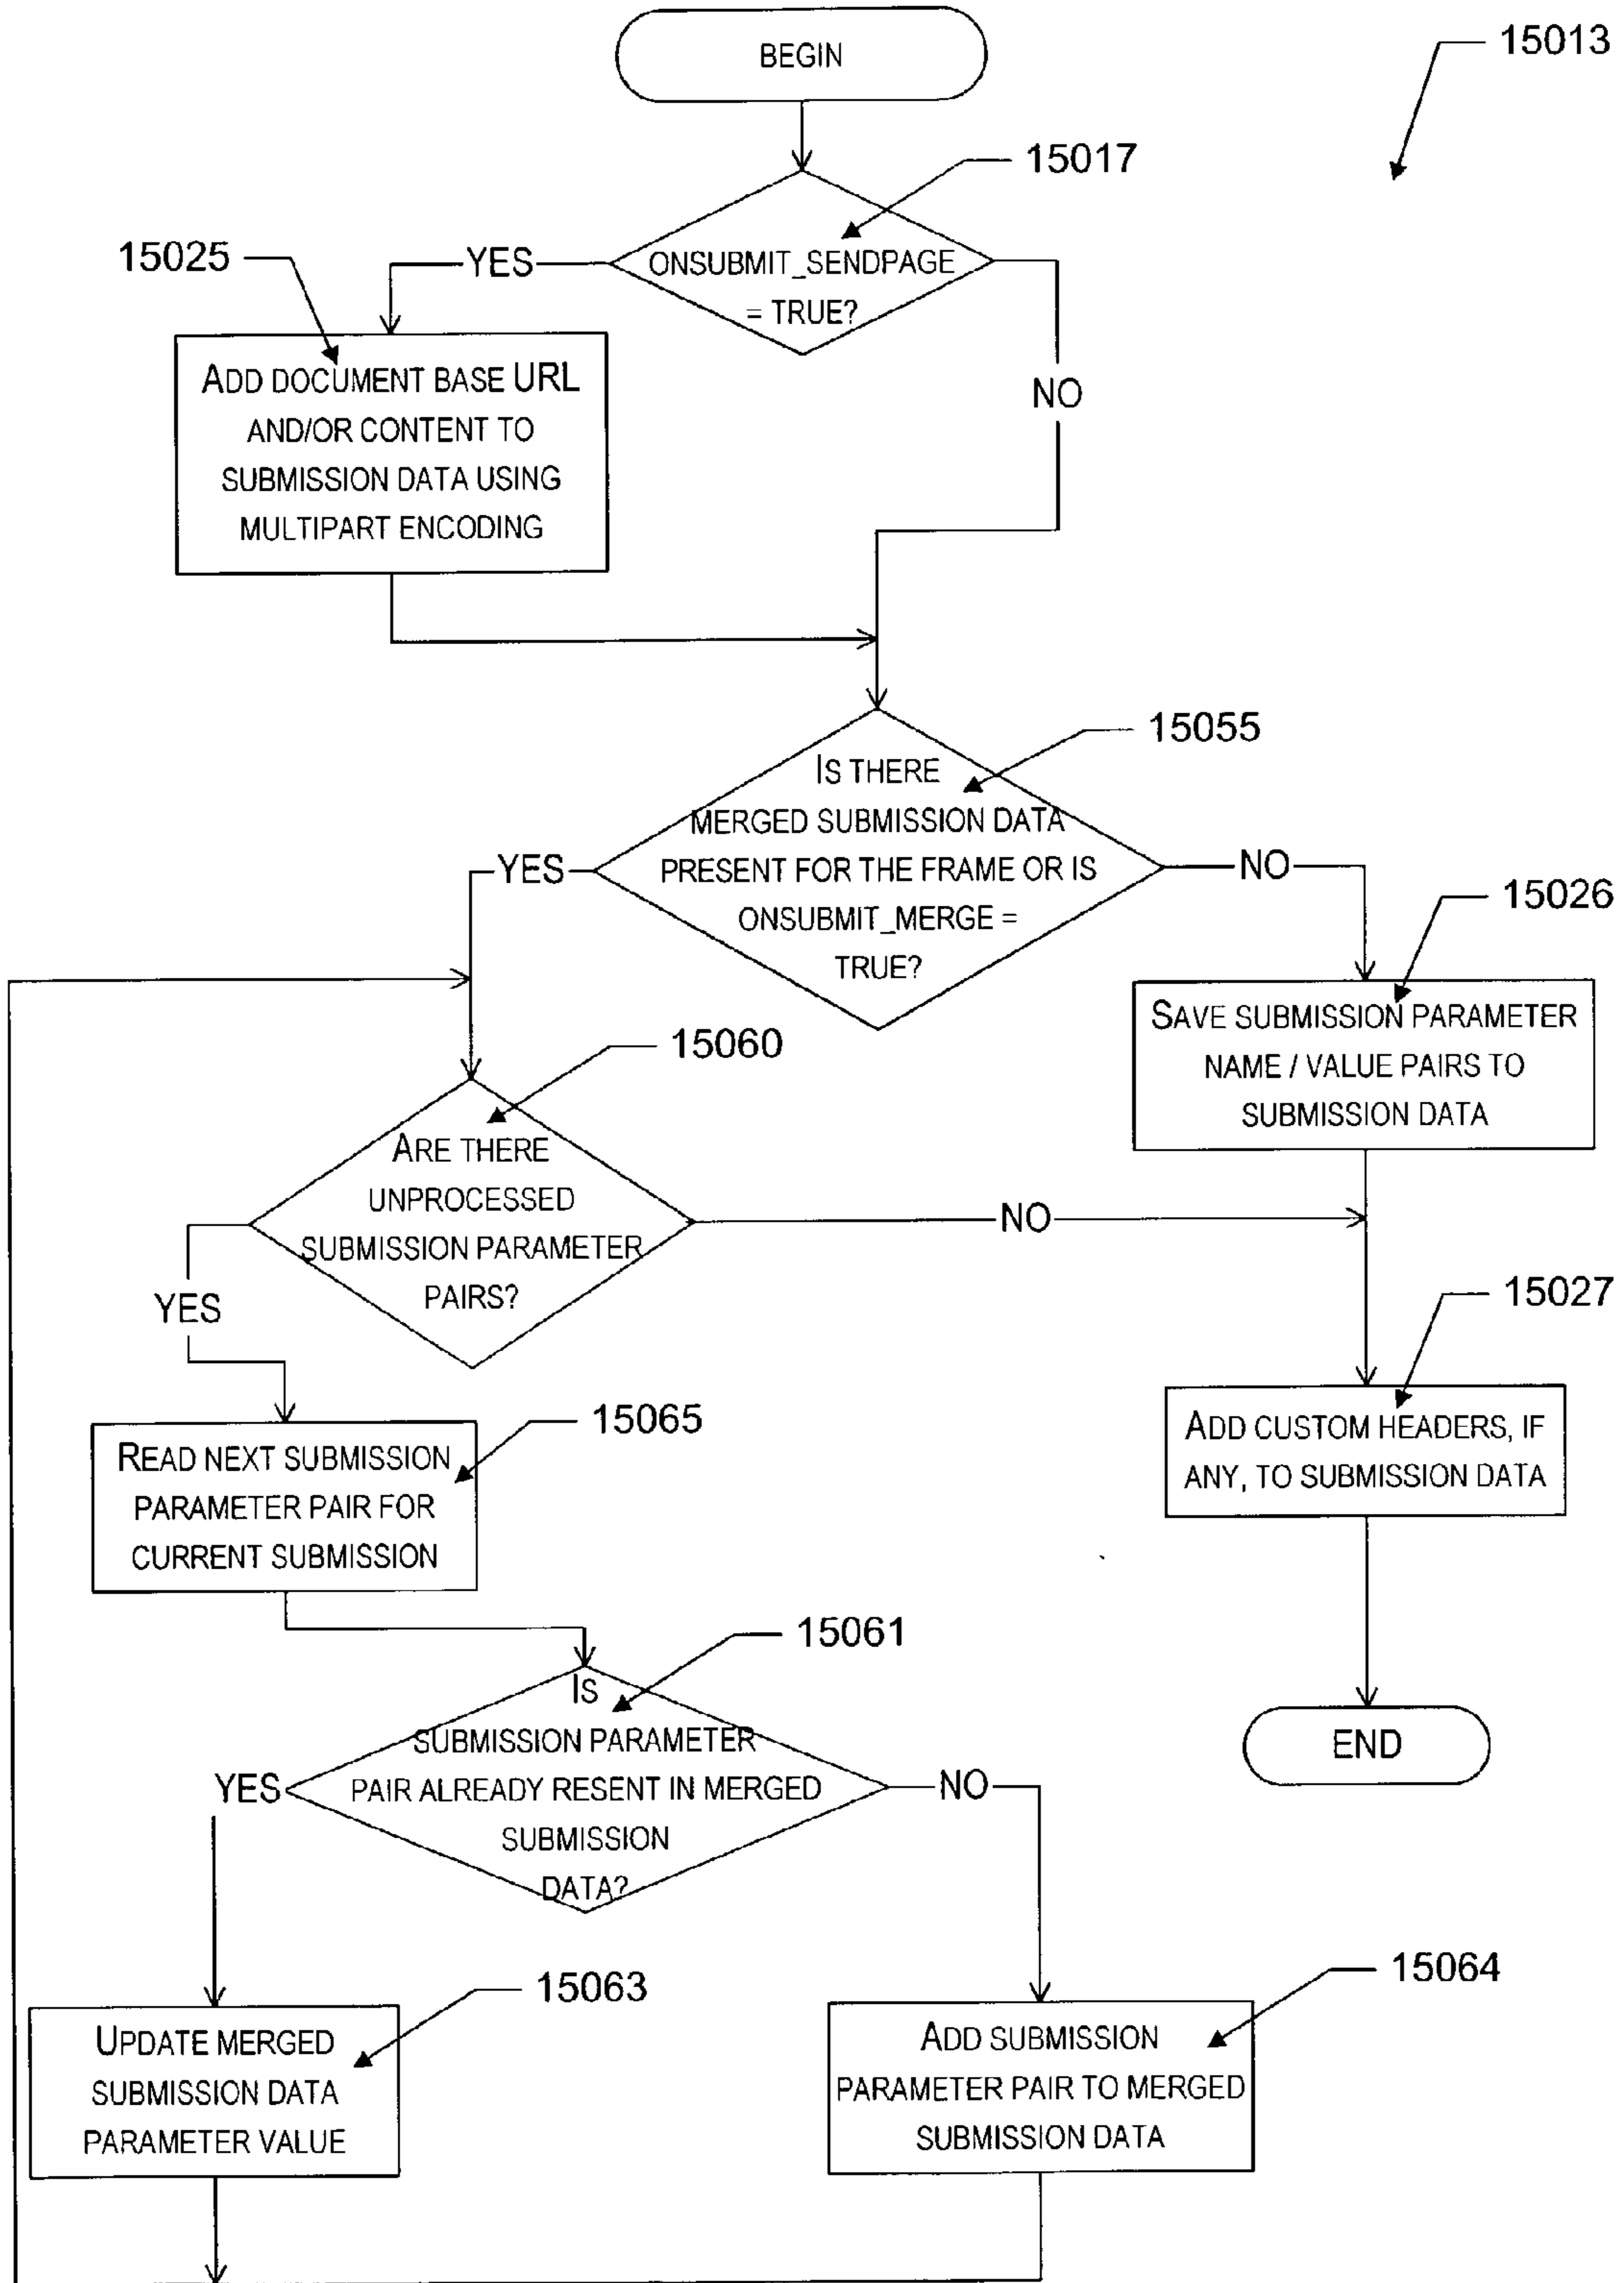 BEGIN
15013
15017
ONSUBMIT_SENDPAGE
= TRUE?
YES
NO
15025
ADD DOCUMENT BASE URL
AND/OR CONTENT TO
SUBMISSION DATA USING
MULTIPART ENCODING
15055
IS THERE
MERGED SUBMISSION DATA
PRESENT FOR THE FRAME OR IS
ONSUBMIT_MERGE =
TRUE?
YES
NO
15026
SAVE SUBMISSION PARAMETER
NAME / VALUE PAIRS TO
SUBMISSION DATA
15060
ARE THERE
UNPROCESSED
SUBMISSION PARAMETER
PAIRS?
NO
YES
15027
ADD CUSTOM HEADERS, IF
ANY, TO SUBMISSION DATA
15065
READ NEXT SUBMISSION
PARAMETER PAIR FOR
CURRENT SUBMISSION
15061
IS
SUBMISSION PARAMETER
PAIR ALREADY RESENT IN MERGED
SUBMISSION
DATA?
YES
NO
END
15063
UPDATE MERGED
SUBMISSION DATA
PARAMETER VALUE
15064
ADD SUBMISSION
PARAMETER PAIR TO MERGED
SUBMISSION DATA